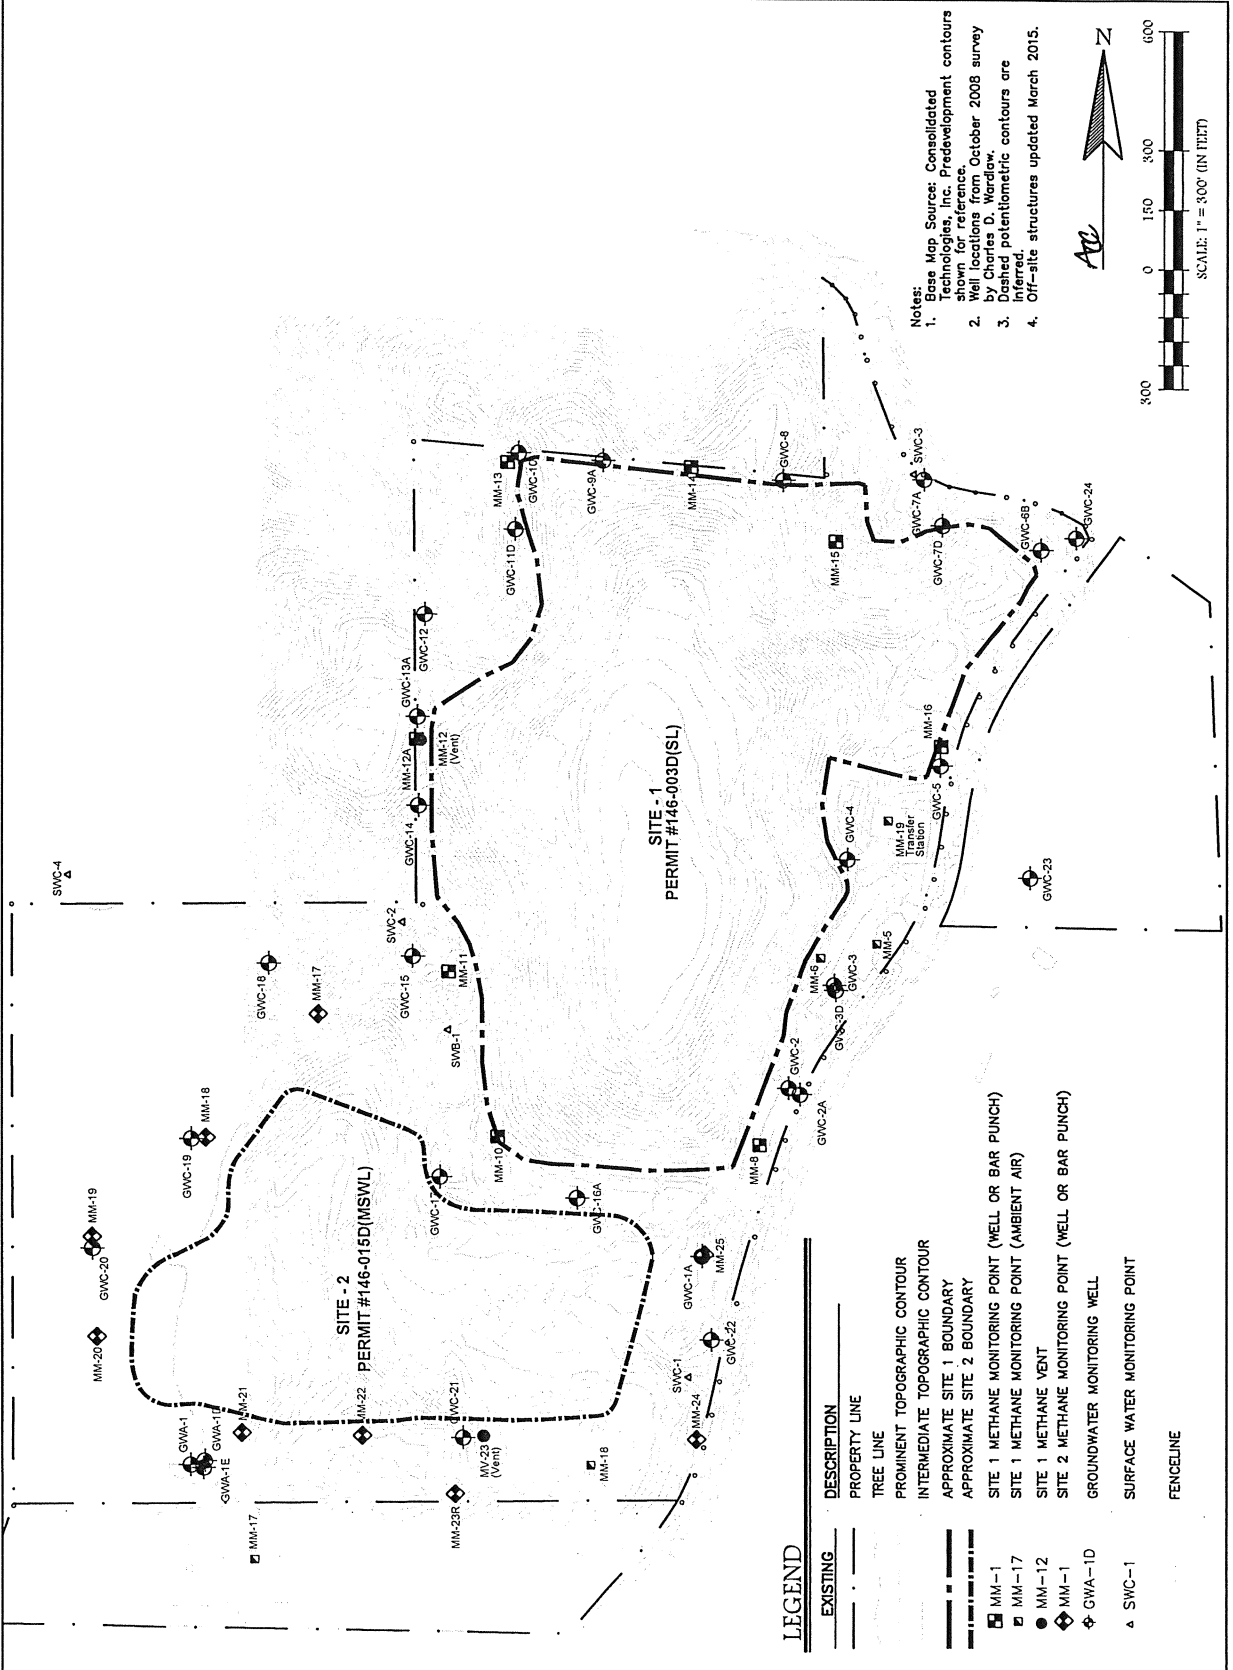 SWC-4
GWC-18
MM-17
GWC-19
MM-18
MM-19
GWC-20
MM-20
GWA-1
GWA-1D
GWA-1E
MM-21
MM-22
GWC-21
MV-23
(Vent)
MM-23R
MM-17
MM-18
SITE - 2
PERMIT #146-015D(MSWL)
GWC-16A
GWC-1A
MM-25
GWC-22
SWC-1
MM-24
MM-8
MM-10
SWB-1
MM-11
GWC-15
SWC-2
GWC-14
MM-12A
MM-12
(Vent)
GWC-13A
GWC-12
GWC-11D
MM-13
GWC-10
GWC-9A
MM-14
GWC-8
MM-15
GWC-7A
SWC-3
GWC-7D
GWC-6B
GWC-24
SITE - 1
PERMIT #146-003D(SL)
MM-16
GWC-5
GWC-4
MM-19
Transfer
Station
GWC-23
MM-5
MM-6
GWC-3
GWC-3D
GWC-2
GWC-2A
Notes:
1. Base Map Source: Consolidated
Technologies, Inc. Predevelopment contours
shown for reference.
2. Well locations from October 2008 survey
by Charles D. Wardlaw.
3. Dashed potentiometric contours are
inferred.
4. Off-site structures updated March 2015.
N
300 0 150 300 600
SCALE: 1" = 300' (IN FEET)
LEGEND
EXISTING DESCRIPTION
PROPERTY LINE
TREE LINE
PROMINENT TOPOGRAPHIC CONTOUR
INTERMEDIATE TOPOGRAPHIC CONTOUR
APPROXIMATE SITE 1 BOUNDARY
APPROXIMATE SITE 2 BOUNDARY
MM-1 SITE 1 METHANE MONITORING POINT (WELL OR BAR PUNCH)
MM-17 SITE 1 METHANE MONITORING POINT (AMBIENT AIR)
MM-12 SITE 1 METHANE VENT
MM-1 SITE 2 METHANE MONITORING POINT (WELL OR BAR PUNCH)
GWA-1D GROUNDWATER MONITORING WELL
SWC-1 SURFACE WATER MONITORING POINT
FENCELINE